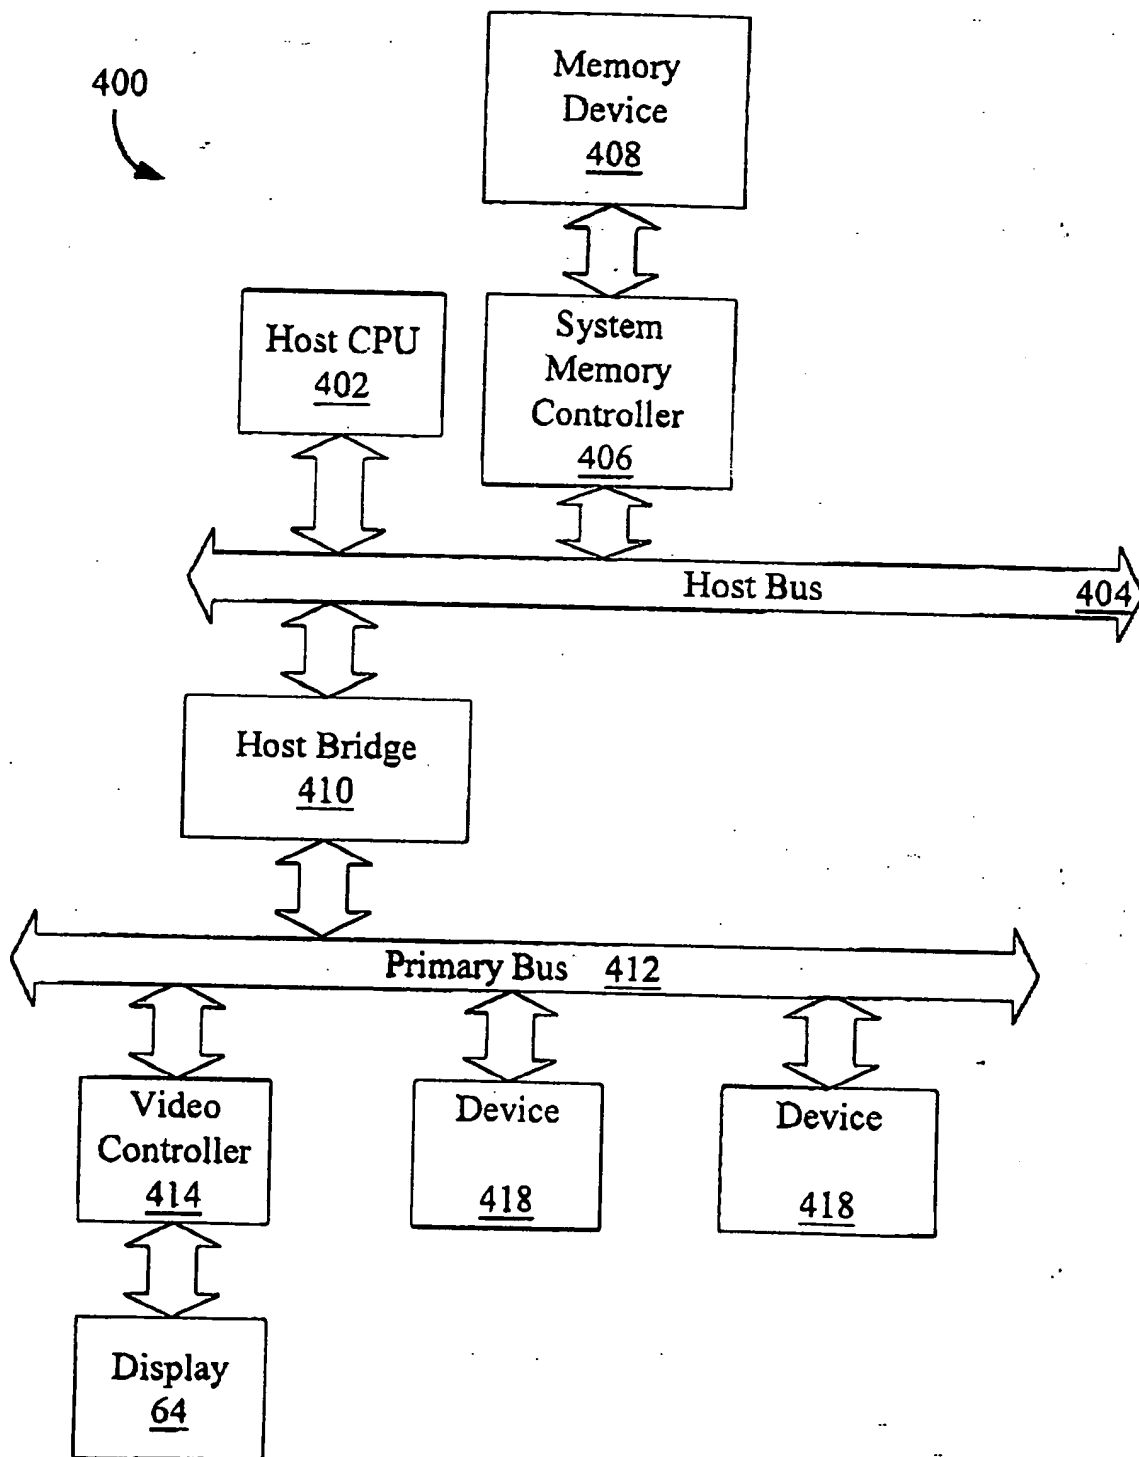 400
Memory
Device
408
Host CPU
402
System
Memory
Controller
406
Host Bus 404
Host Bridge
410
Primary Bus 412
Video
Controller
414
Device
418
Device
418
Display
64